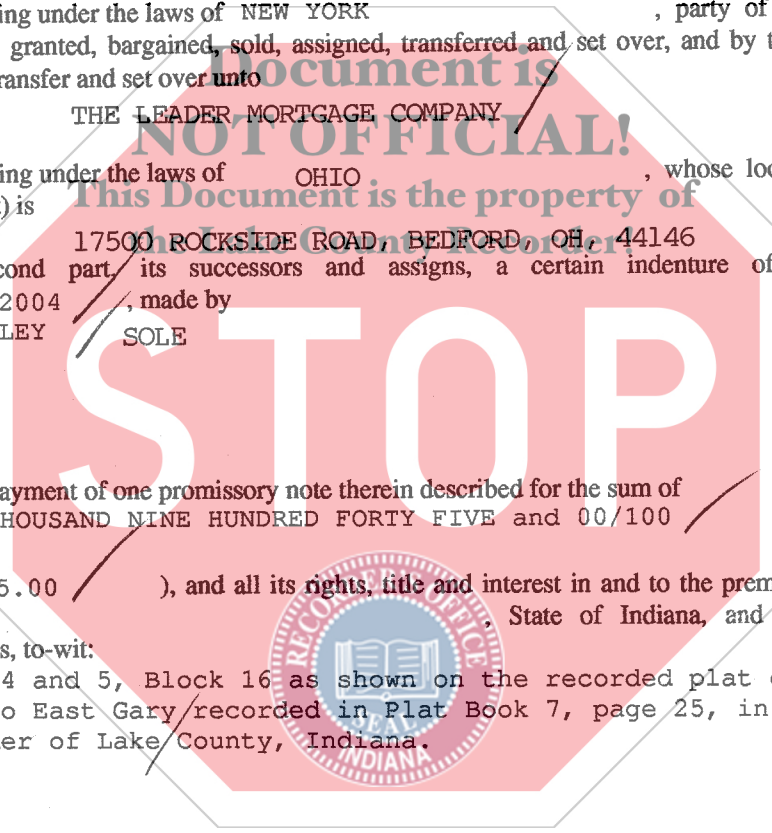 ing under the laws of NEW YORK , party of
granted, bargained, sold, assigned, transferred and set over, and by t
ransfer and set over unto
Document is
THE LEADER MORTGAGE COMPANY
NOT OFFICIAL!
ing under the laws of OHIO , whose loc
This Document is the property of
) is
17500 ROCKSIDE ROAD, BEDFORD, OH, 44146
the Lake County Recorder!
cond part, its successors and assigns, a certain indenture of
2004 , made by
LEY SOLE
STOP
ayment of one promissory note therein described for the sum of
HOUSAND NINE HUNDRED FORTY FIVE and 00/100
5.00 ), and all its rights, title and interest in and to the prem
, State of Indiana, and
s, to-wit:
4 and 5, Block 16 as shown on the recorded plat
o East Gary recorded in Plat Book 7, page 25, in
er of Lake County, Indiana.
RECORDER'S OFFICE
SEAL
INDIANA